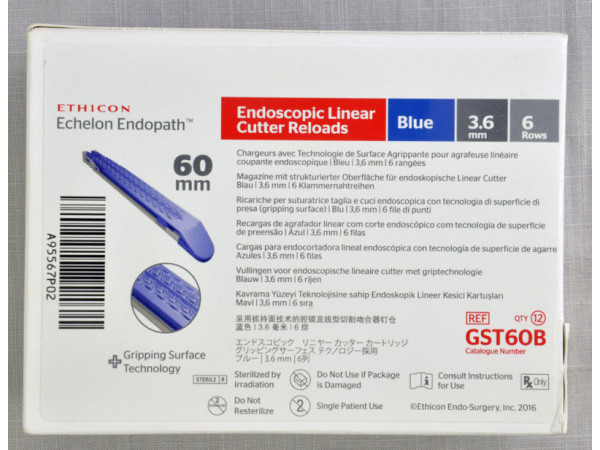 ETHICON
Echelon Endopath™
60
mm
A95567P02
Gripping Surface
Technology
Endoscopic Linear
Cutter Reloads
Blue
3.6
mm
6
Rows
Chargeurs avec Technologie de Surface Agrippante pour agrafeuse linéaire
coupante endoscopique | Bleu | 3,6 mm | 6 rangées
Magazine mit strukturierter Oberfläche für endoskopische Linear Cutter
Blau | 3,6 mm | 6 Klammernahtreihen
Ricariche per suturatrice taglia e cuci endoscopica con tecnologia di superficie di
presa (gripping surface) | Blu | 3,6 mm | 6 file di punti
Recargas de agrafador linear com corte endoscópico com tecnologia de superfície
de preensão | Azul | 3,6 mm | 6 filas
Cargas para endocortadora lineal endoscópica con tecnología de superficie de agarre
Azules | 3,6 mm | 6 filas
Vullingen voor endoscopische lineaire cutter met griptechnologie
Blauw | 3,6 mm | 6 rijen
Kavrama Yüzeyi Teknolojisine sahip Endoskopik Lineer Kesici Kartuşları
Mavi | 3,6 mm | 6 sıra
采用抓持面技术的腔镜直线型切割吻合器钉仓
蓝色 | 3.6 毫米 | 6 排
エンドスコピック リニヤー カッター カートリッジ
グリッピングサーフェス テクノロジー採用
ブルー | 3.6 mm | 6列
REF
QTY 12
GST60B
Catalogue Number
STERILE R
Sterilized by
Irradiation
Do Not Use if Package
is Damaged
Consult Instructions
for Use
Rx Only
Do Not
Resterilize
2
Single Patient Use
©Ethicon Endo-Surgery, Inc. 2016